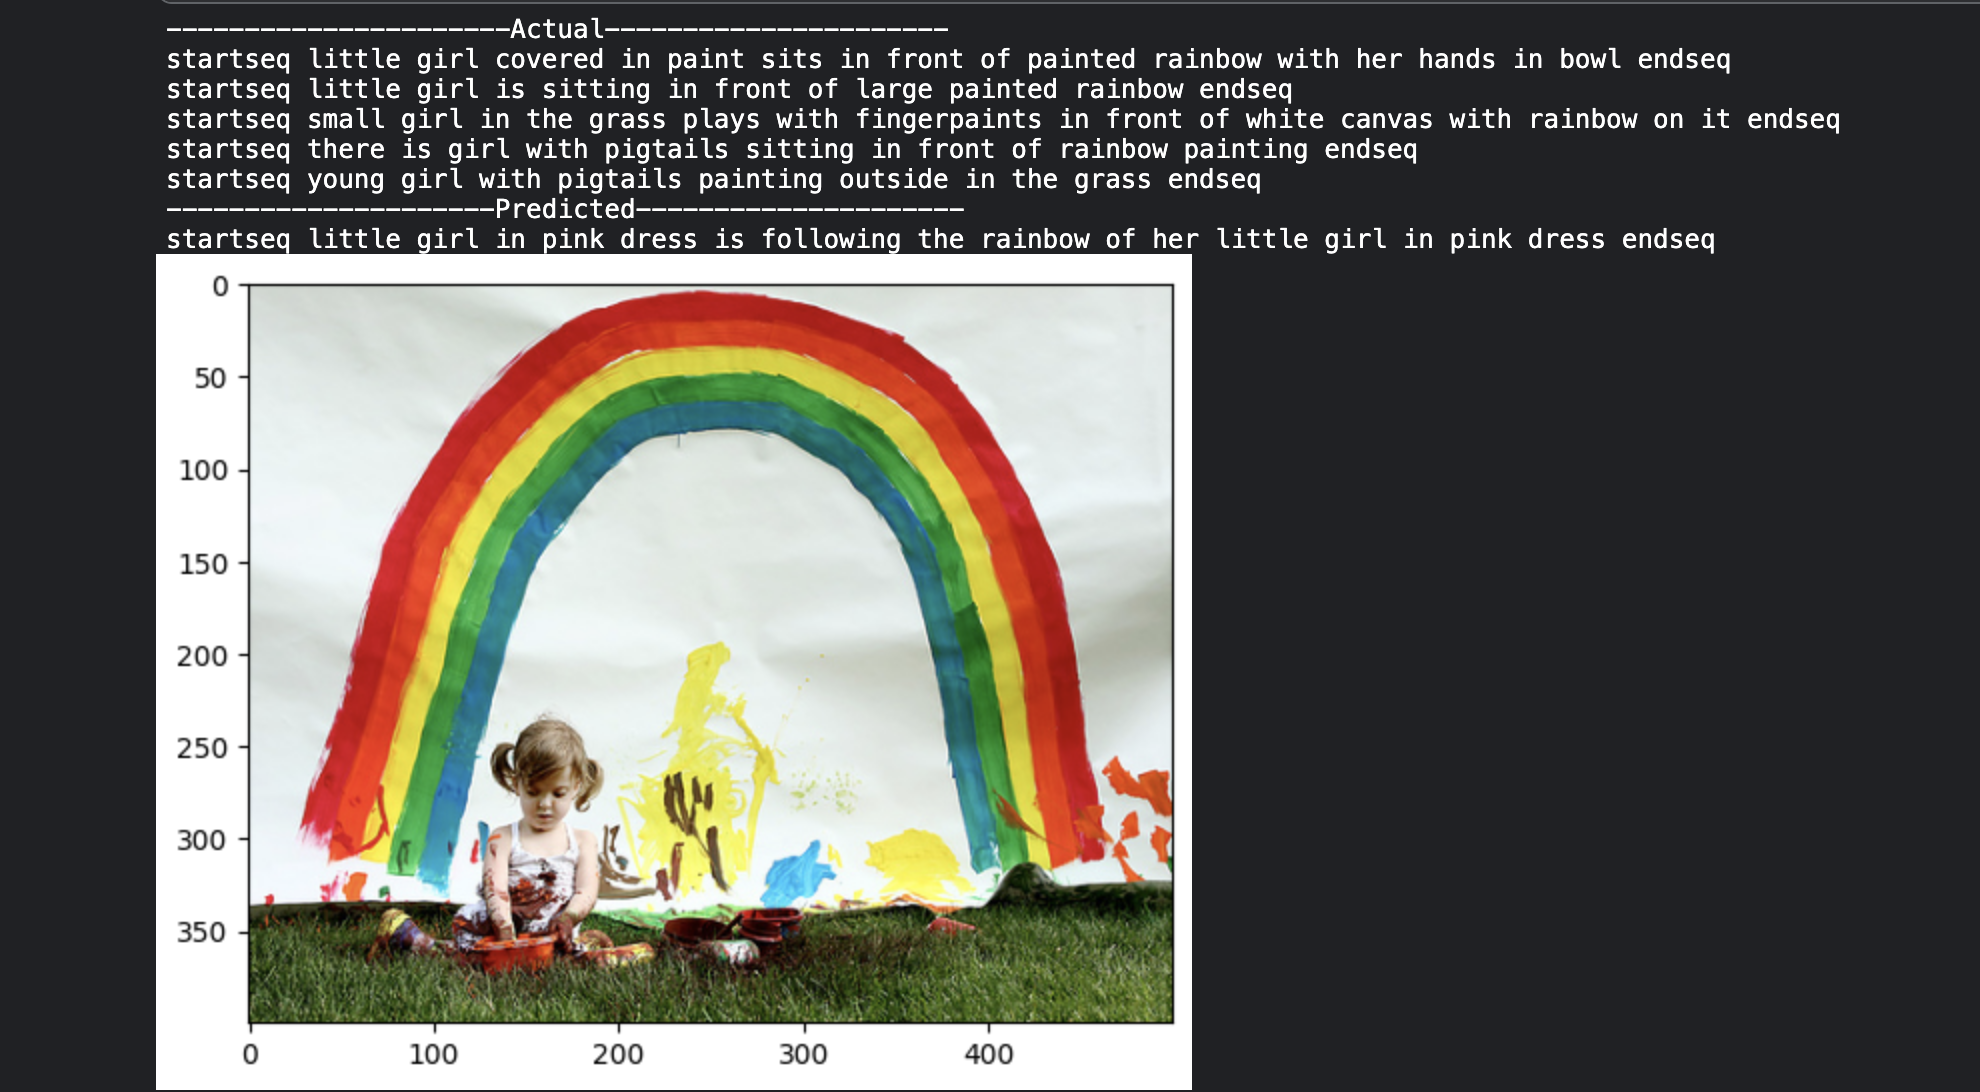 ----------------------Actual----------------------
startseq little girl covered in paint sits in front of painted rainbow with her hands in bowl endseq
startseq little girl is sitting in front of large painted rainbow endseq
startseq small girl in the grass plays with fingerpaints in front of white canvas with rainbow on it endseq
startseq there is girl with pigtails sitting in front of rainbow painting endseq
startseq young girl with pigtails painting outside in the grass endseq
---------------------Predicted---------------------
startseq little girl in pink dress is following the rainbow of her little girl in pink dress endseq
0
50
100
150
200
250
300
350
0 100 200 300 400